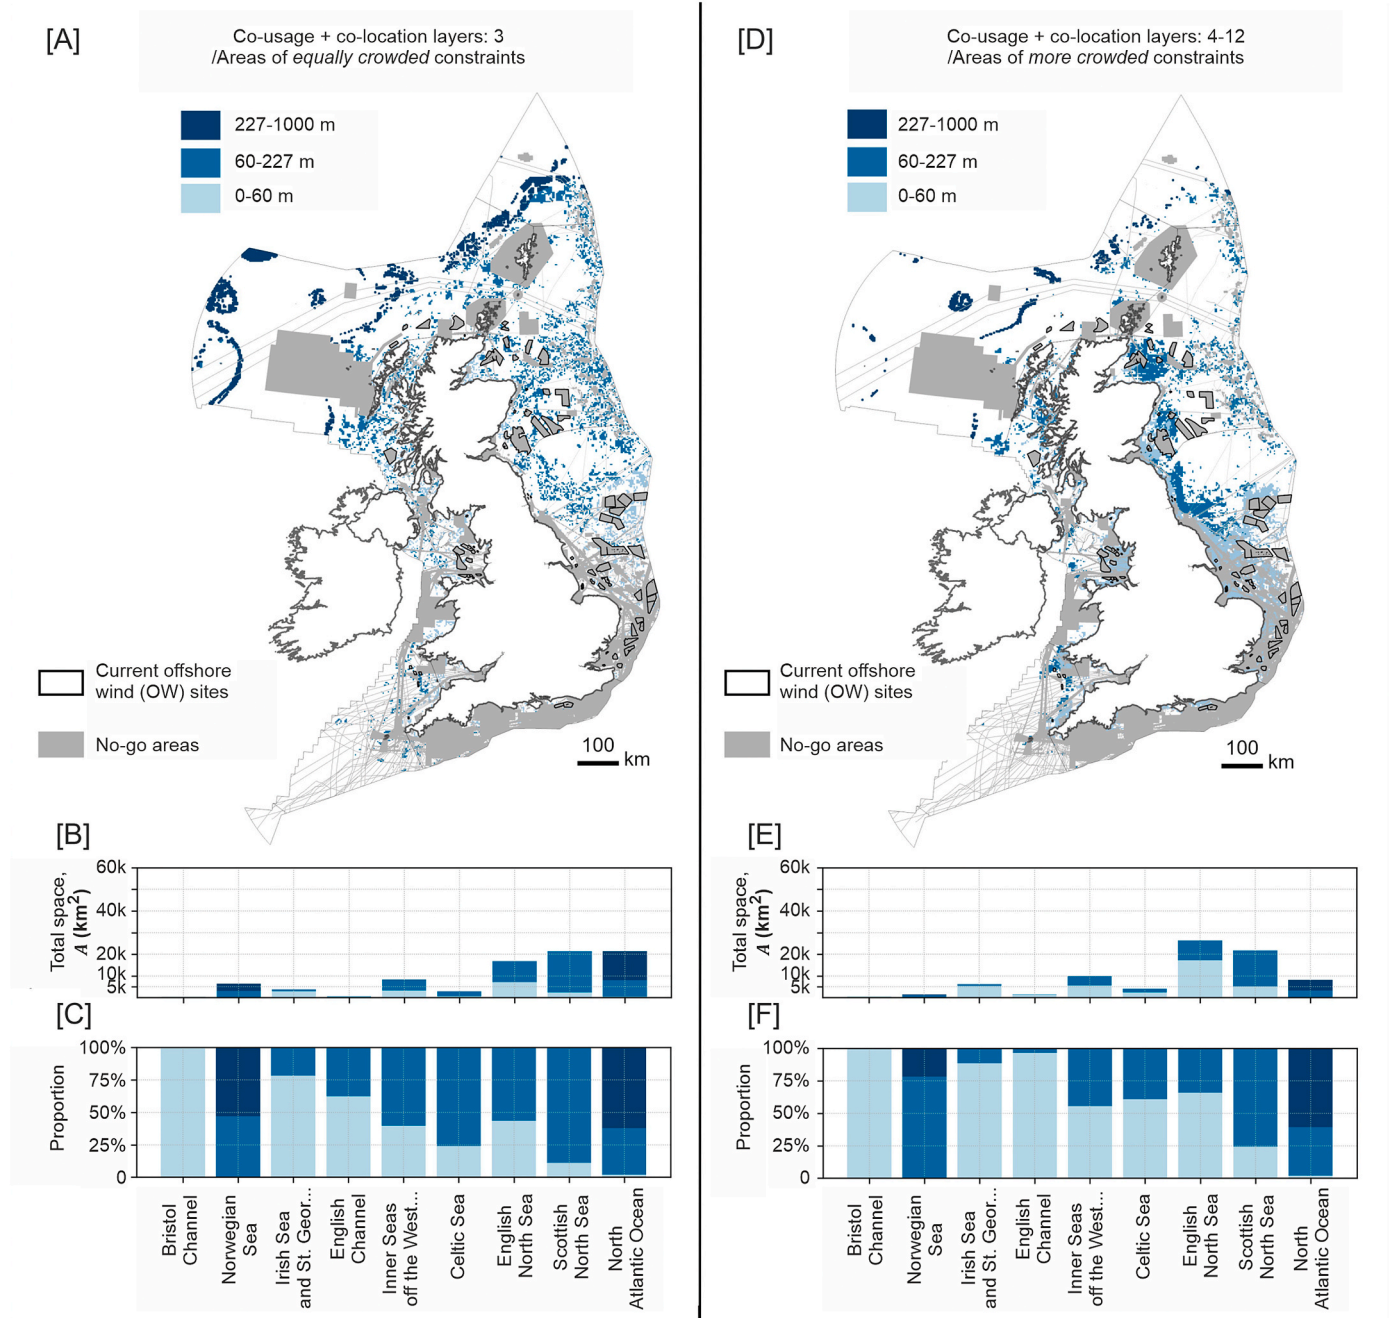 [A]
Co-usage + co-location layers: 3
/Areas of equally crowded constraints
227-1000 m
60-227 m
0-60 m
Current offshore
wind (OW) sites
No-go areas
100
km
[B]
Total space,
A (km²)
60k
40k
20k
10k
5k
[C]
Proportion
100%
75%
50%
25%
0
Bristol
Channel
Norwegian
Sea
Irish Sea
and St. Geor...
English
Channel
Inner Seas
off the West...
Celtic Sea
English
North Sea
Scottish
North Sea
North
Atlantic Ocean
[D]
Co-usage + co-location layers: 4-12
/Areas of more crowded constraints
227-1000 m
60-227 m
0-60 m
Current offshore
wind (OW) sites
No-go areas
100
km
[E]
Total space,
A (km²)
60k
40k
20k
10k
5k
[F]
Proportion
100%
75%
50%
25%
0
Bristol
Channel
Norwegian
Sea
Irish Sea
and St. Geor...
English
Channel
Inner Seas
off the West...
Celtic Sea
English
North Sea
Scottish
North Sea
North
Atlantic Ocean